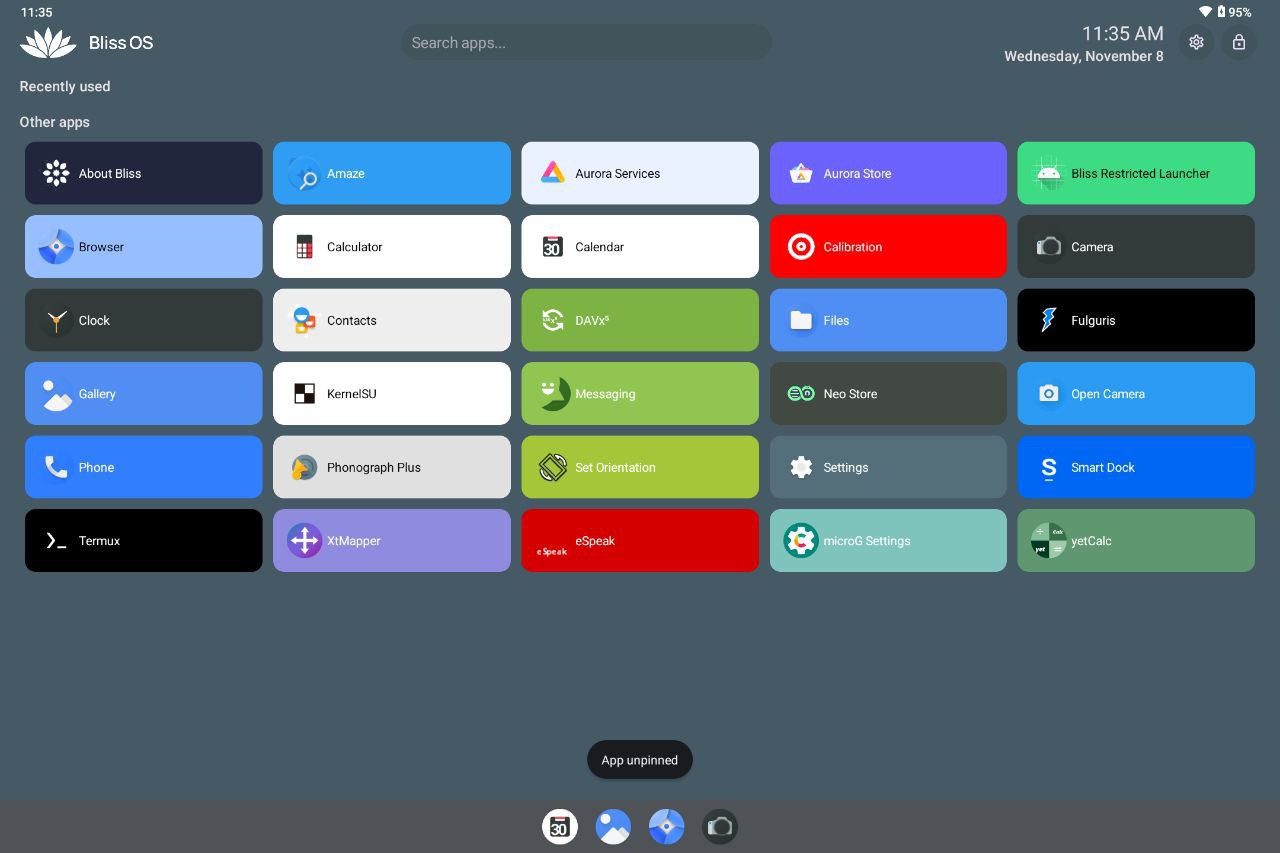 11:35
95%
Bliss OS
Search apps...
11:35 AM
Wednesday, November 8
Recently used
Other apps
About Bliss
Amaze
Aurora Services
Aurora Store
Bliss Restricted Launcher
Browser
Calculator
30
Calendar
Calibration
Camera
Clock
Contacts
DAVx⁵
Files
Fulguris
Gallery
KernelSU
Messaging
Neo Store
Open Camera
Phone
Phonograph Plus
Set Orientation
Settings
S
Smart Dock
Termux
XtMapper
eSpeak
eSpeak
microG Settings
Calc
yet
yetCalc
App unpinned
30